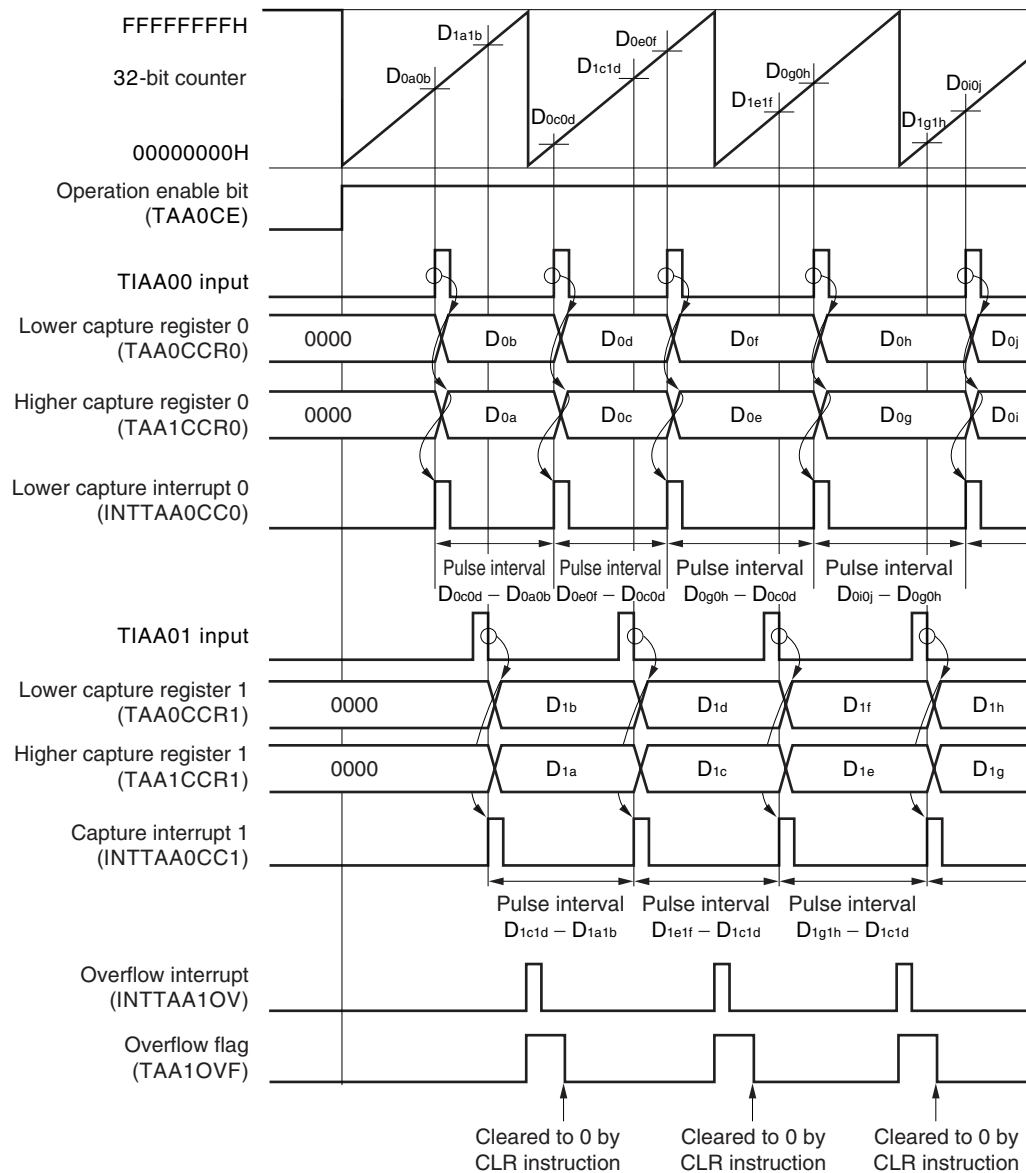 FFFFFFFFH
32-bit counter
00000000H
D1a1b
D0a0b
D0c0d
D1c1d
D0e0f
D1e1f
D0g0h
D1g1h
D0i0j
Operation enable bit
(TAA0CE)
TIAA00 input
Lower capture register 0
(TAA0CCR0)
0000 D0b D0d D0f D0h D0j
Higher capture register 0
(TAA1CCR0)
0000 D0a D0c D0e D0g D0i
Lower capture interrupt 0
(INTTAA0CC0)
Pulse interval Pulse interval Pulse interval Pulse interval
D0c0d – D0a0b D0e0f – D0c0d D0g0h – D0c0d D0i0j – D0g0h
TIAA01 input
Lower capture register 1
(TAA0CCR1)
0000 D1b D1d D1f D1h
Higher capture register 1
(TAA1CCR1)
0000 D1a D1c D1e D1g
Capture interrupt 1
(INTTAA0CC1)
Pulse interval Pulse interval Pulse interval
D1c1d – D1a1b D1e1f – D1c1d D1g1h – D1c1d
Overflow interrupt
(INTTAA1OV)
Overflow flag
(TAA1OVF)
Cleared to 0 by Cleared to 0 by Cleared to 0 by
CLR instruction CLR instruction CLR instruction